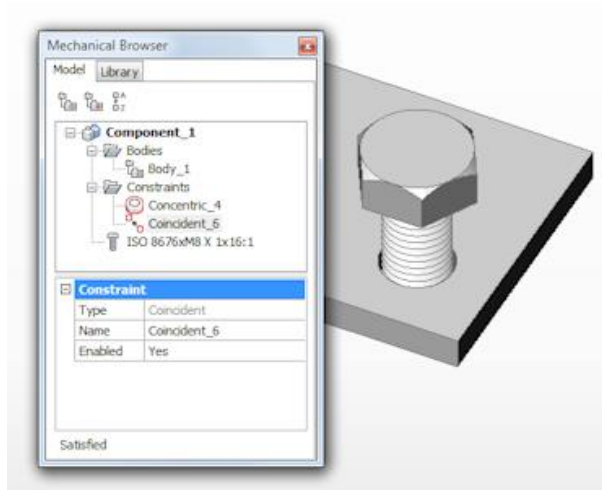 Mechanical Browser
Model Library
Component_1
Bodies
Body_1
Constraints
Concentric_4
Coincident_6
ISO 8676xM8 X 1x16:1
Constraint
Type Coincident
Name Coincident_6
Enabled Yes
Satisfied